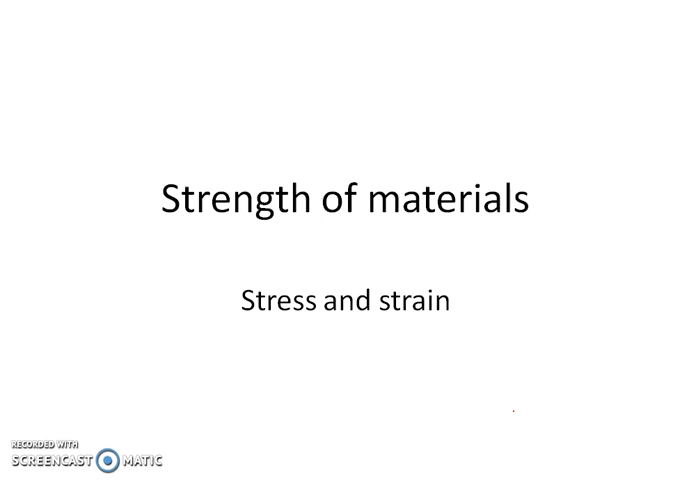 Strength of materials
Stress and strain
RECORDED WITH
SCREENCAST MATIC